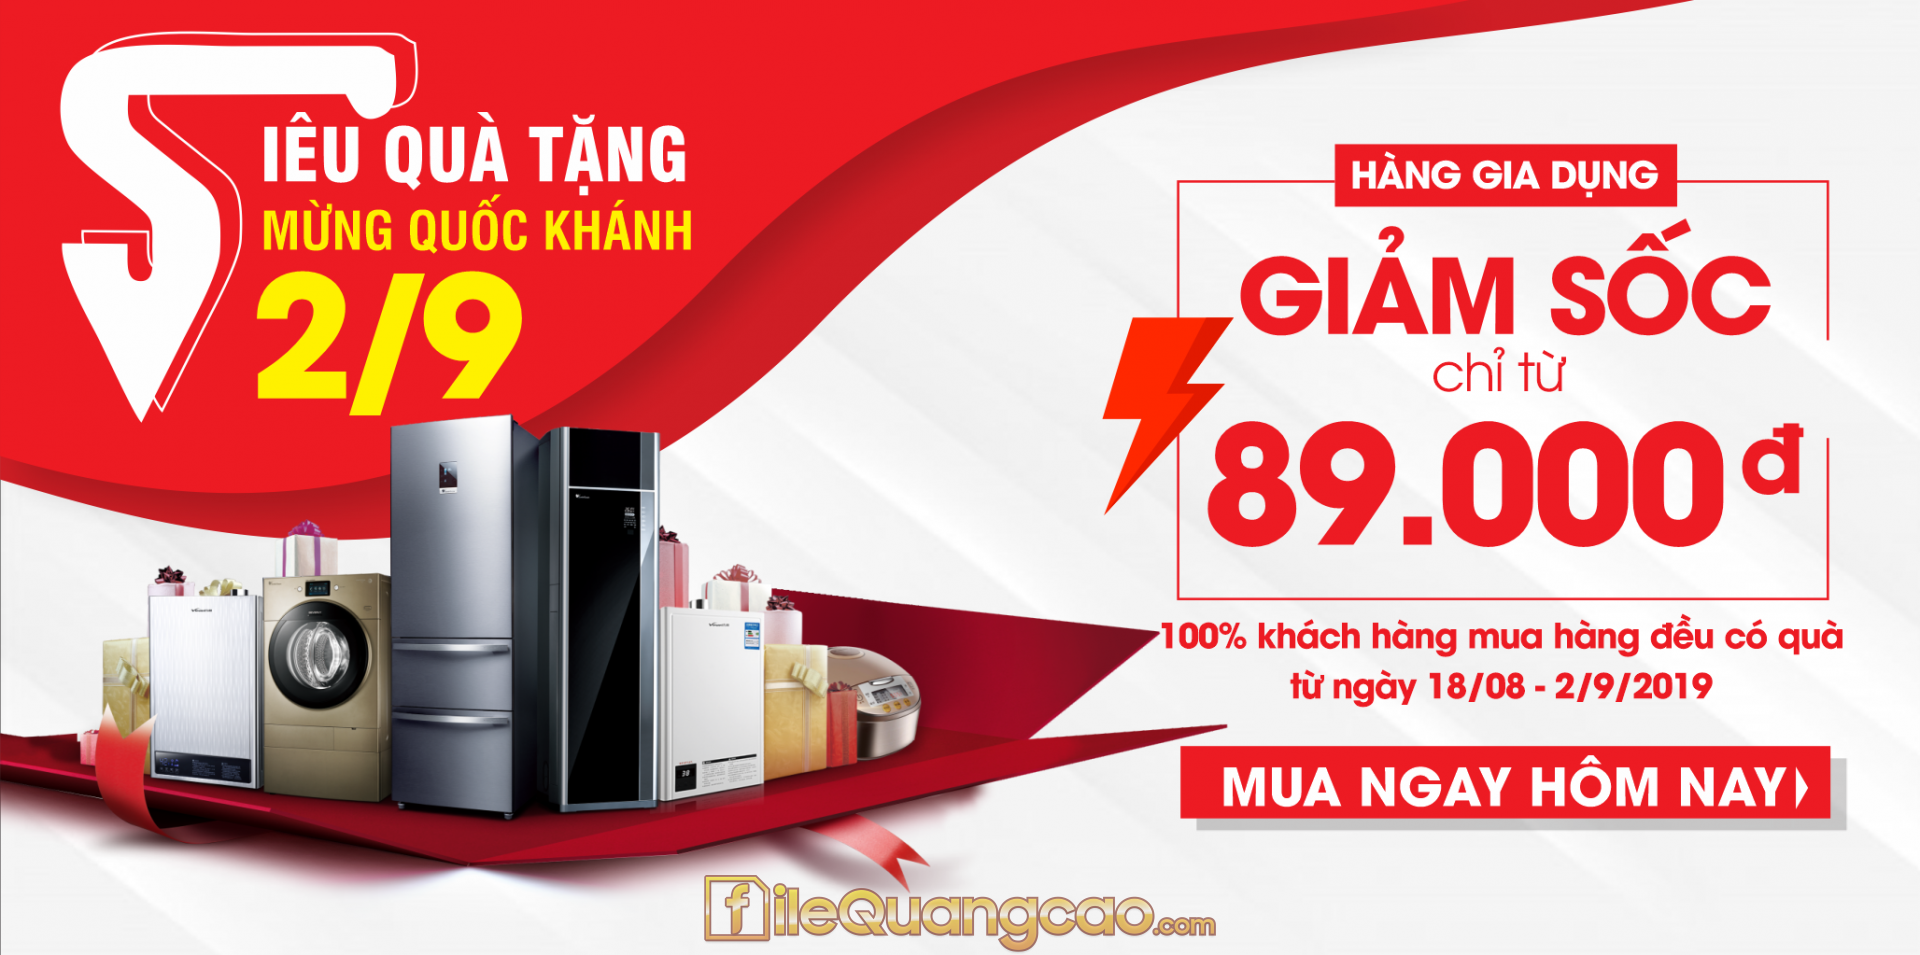 SIÊU QUÀ TẶNG
MỪNG QUỐC KHÁNH
2/9
HÀNG GIA DỤNG
GIẢM SỐC
chỉ từ
89.000đ
100% khách hàng mua hàng đều có quà
từ ngày 18/08 - 2/9/2019
MUA NGAY HÔM NAY
fileQuangcao.com